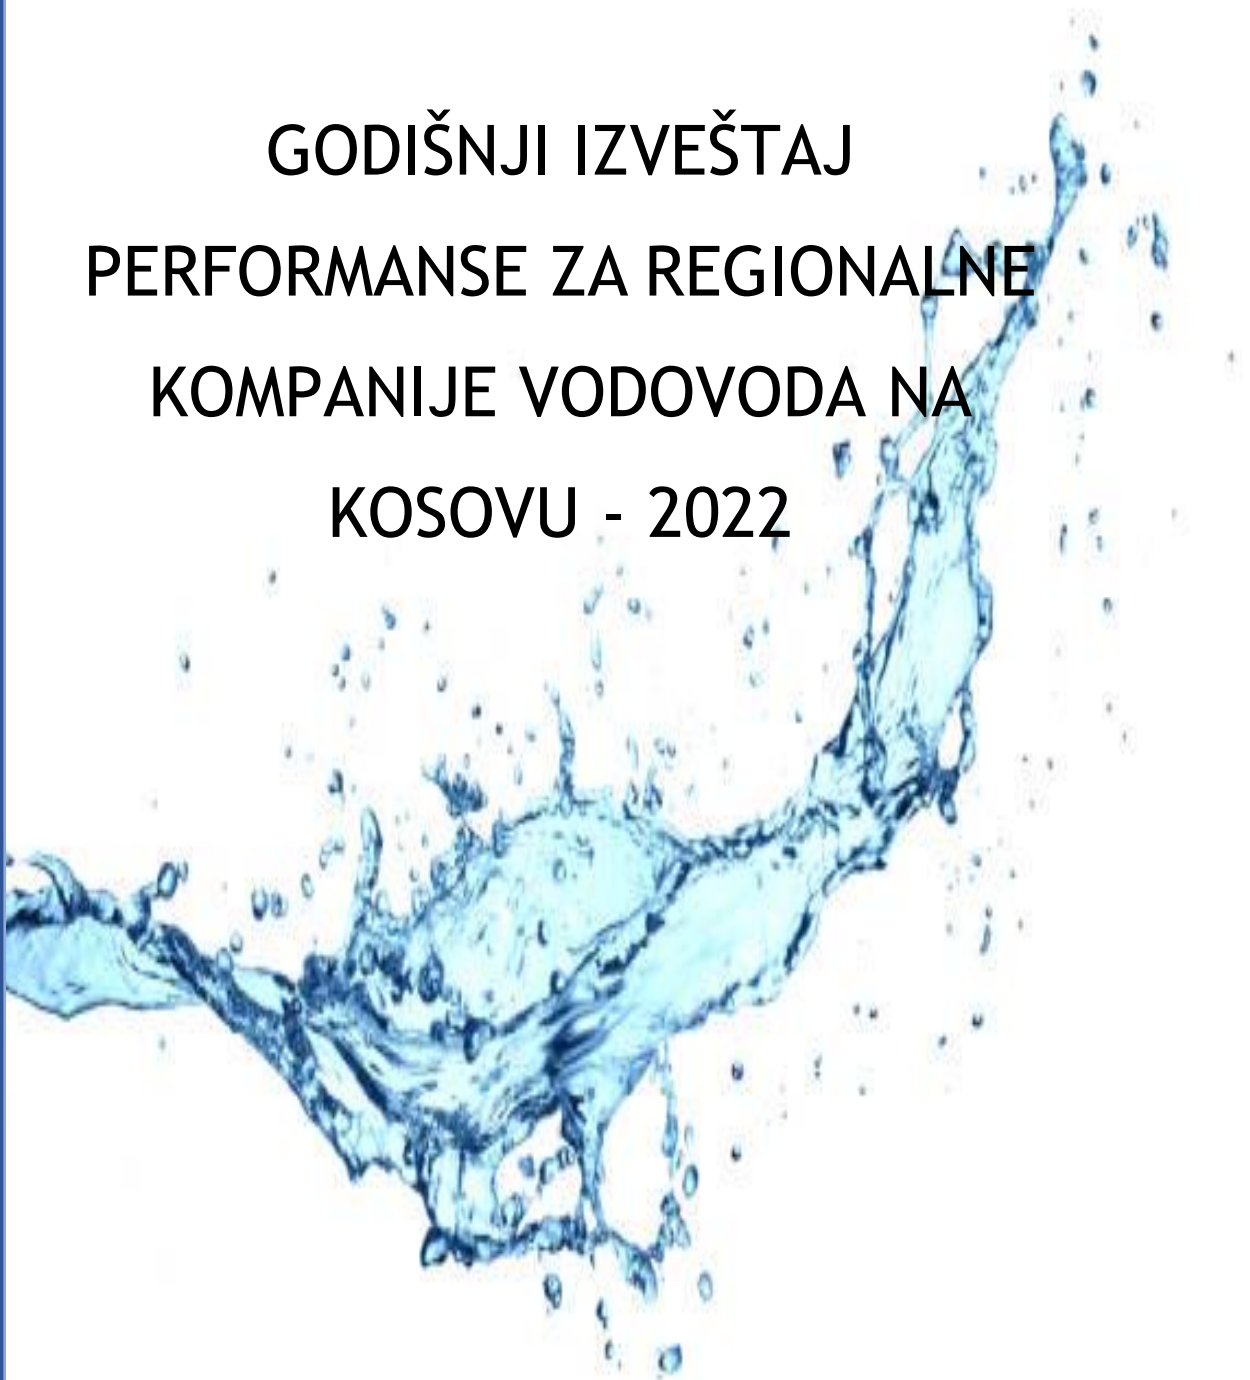 GODIŠNJI IZVEŠTAJ
PERFORMANSE ZA REGIONALNE
KOMPANIJE VODOVODA NA
KOSOVU - 2022